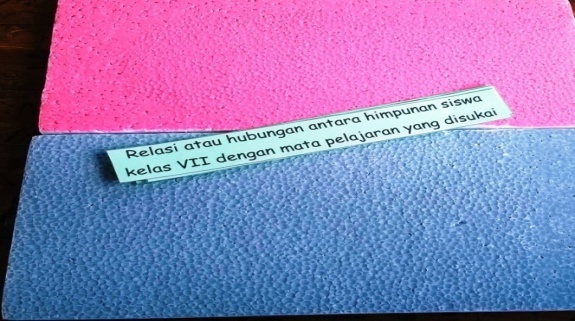 Relasi atau hubungan antara himpunan siswa
kelas VII dengan mata pelajaran yang disukai